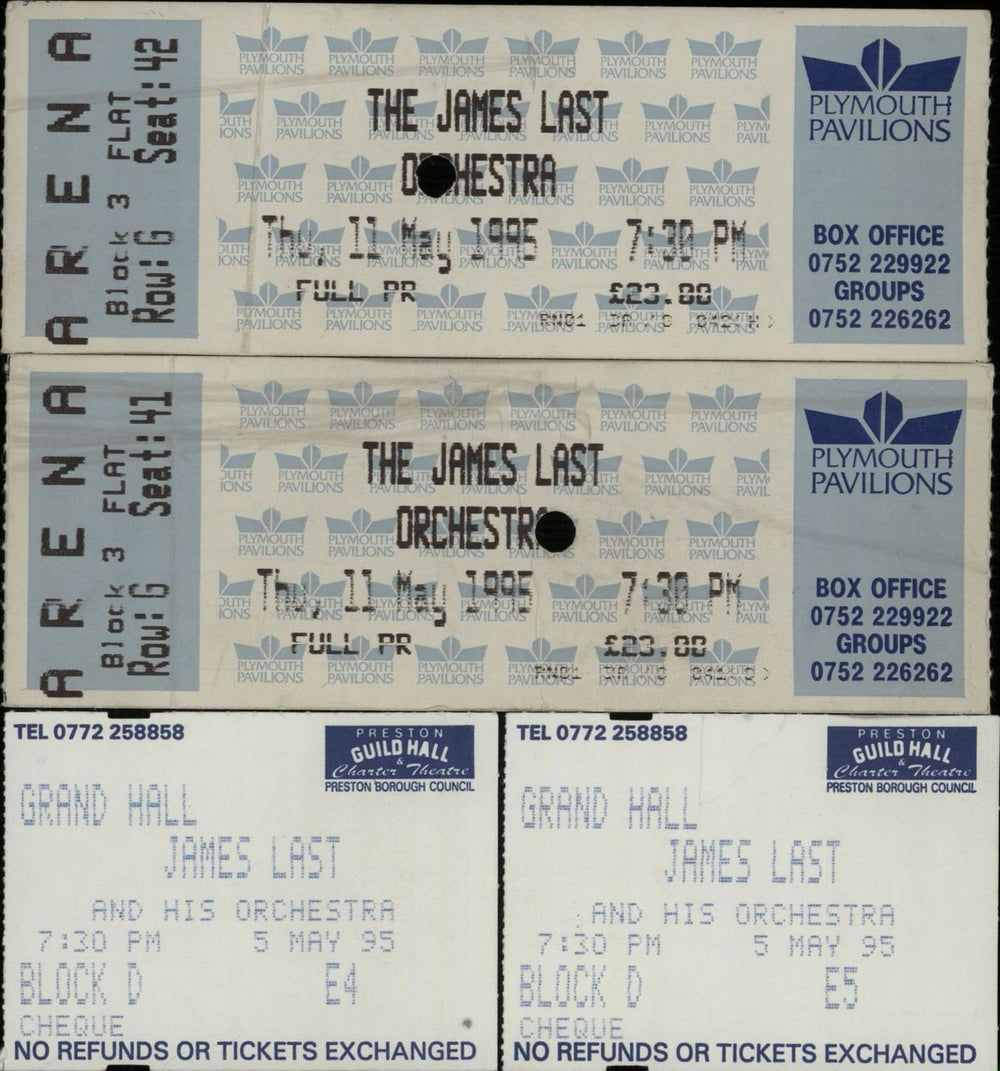 ARENA
Block 3 FLAT
Row: G Seat: 42
THE JAMES LAST
ORCHESTRA
Thu, 11 May 1995 7:30 PM
FULL PR £23.00
PLYMOUTH
PAVILIONS
BOX OFFICE
0752 229922
GROUPS
0752 226262
ARENA
Block 3 FLAT
Row: G Seat: 41
THE JAMES LAST
ORCHESTRA
Thu, 11 May 1995 7:30 PM
FULL PR £23.00
PLYMOUTH
PAVILIONS
BOX OFFICE
0752 229922
GROUPS
0752 226262
TEL 0772 258858
PRESTON
GUILD HALL
&
Charter Theatre
PRESTON BOROUGH COUNCIL
GRAND HALL
JAMES LAST
AND HIS ORCHESTRA
7:30 PM 5 MAY 95
BLOCK D E4
CHEQUE
NO REFUNDS OR TICKETS EXCHANGED
TEL 0772 258858
PRESTON
GUILD HALL
&
Charter Theatre
PRESTON BOROUGH COUNCIL
GRAND HALL
JAMES LAST
AND HIS ORCHESTRA
7:30 PM 5 MAY 95
BLOCK D E5
CHEQUE
NO REFUNDS OR TICKETS EXCHANGED